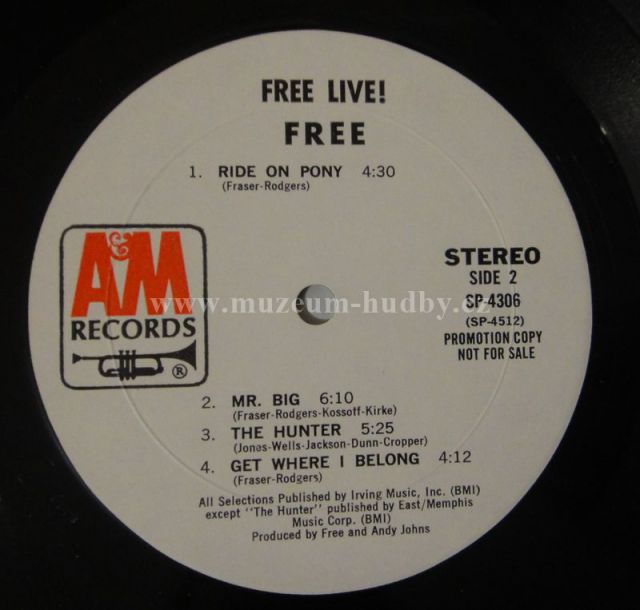 FREE LIVE!
FREE
1. RIDE ON PONY 4:30
(Fraser-Rodgers)
A&M
RECORDS
®
STEREO
SIDE 2
SP-4306
(SP-4512)
PROMOTION COPY
NOT FOR SALE
www.muzeum-hudby.cz
2. MR. BIG 6:10
(Fraser-Rodgers-Kossoff-Kirke)
3. THE HUNTER 5:25
(Jones-Wells-Jackson-Dunn-Cropper)
4. GET WHERE I BELONG 4:12
(Fraser-Rodgers)
All Selections Published by Irving Music, Inc. (BMI)
except "The Hunter" published by East/Memphis
Music Corp. (BMI)
Produced by Free and Andy Johns